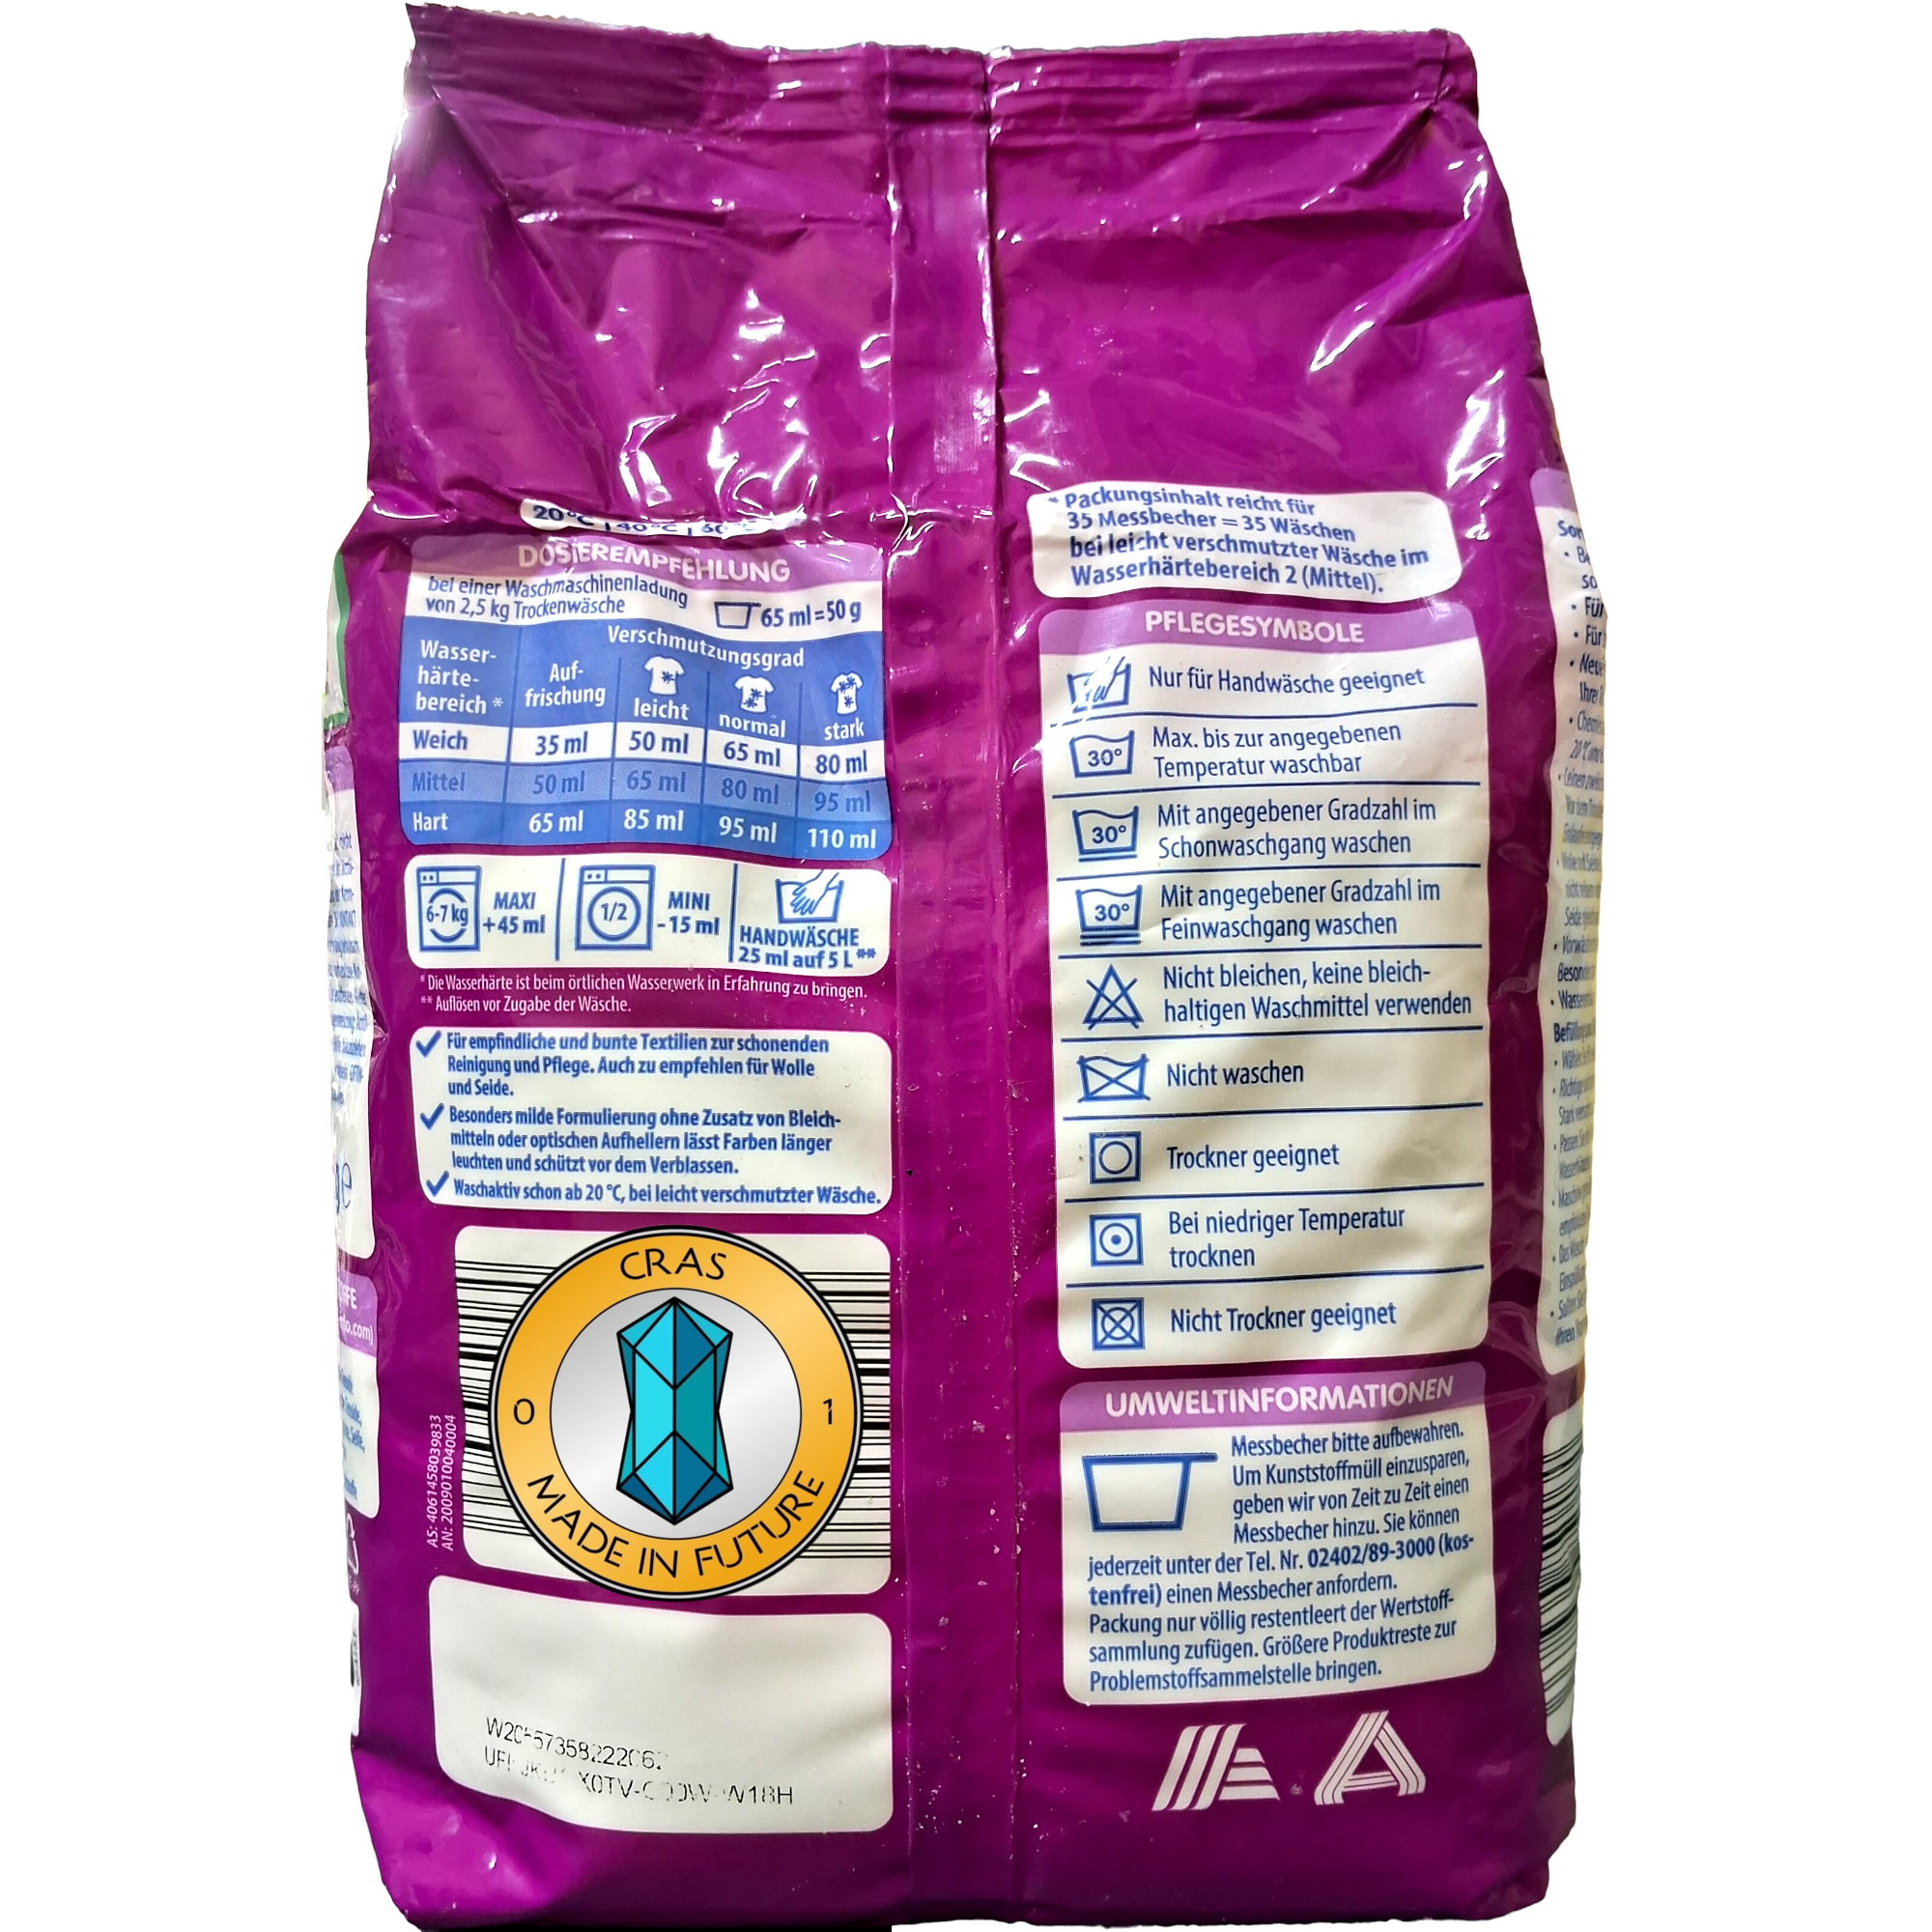 20°C | 40°C |
DOSIEREMPFEHLUNG
bei einer Waschmaschinenladung
von 2,5 kg Trockenwäsche
65 ml = 50 g
Wasser-
härte-
bereich *
Verschmutzungsgrad
Auf-
frischung
leicht
normal
stark
Weich 35 ml 50 ml 65 ml 80 ml
Mittel 50 ml 65 ml 80 ml 95 ml
Hart 65 ml 85 ml 95 ml 110 ml
6-7 kg
MAXI
+45 ml
1/2
MINI
- 15 ml
HANDWÄSCHE
25 ml auf 5 L **
* Die Wasserhärte ist beim örtlichen Wasserwerk in Erfahrung zu bringen.
** Auflösen vor Zugabe der Wäsche.
Für empfindliche und bunte Textilien zur schonenden
Reinigung und Pflege. Auch zu empfehlen für Wolle
und Seide.
Besonders milde Formulierung ohne Zusatz von Bleich-
mitteln oder optischen Aufhellern lässt Farben länger
leuchten und schützt vor dem Verblassen.
Waschaktiv schon ab 20 °C, bei leicht verschmutzter Wäsche.
CRAS
0 1
MADE IN FUTURE
AS: 4061458039833
AN: 2009010040004
* Packungsinhalt reicht für
35 Messbecher = 35 Wäschen
bei leicht verschmutzter Wäsche im
Wasserhärtebereich 2 (Mittel).
PFLEGESYMBOLE
Nur für Handwäsche geeignet
30°
Max. bis zur angegebenen
Temperatur waschbar
30°
Mit angegebener Gradzahl im
Schonwaschgang waschen
30°
Mit angegebener Gradzahl im
Feinwaschgang waschen
Nicht bleichen, keine bleich-
haltigen Waschmittel verwenden
Nicht waschen
Trockner geeignet
Bei niedriger Temperatur
trocknen
Nicht Trockner geeignet
UMWELTINFORMATIONEN
Messbecher bitte aufbewahren.
Um Kunststoffmüll einzusparen,
geben wir von Zeit zu Zeit einen
Messbecher hinzu. Sie können
jederzeit unter der Tel. Nr. 02402/89-3000 (kos-
tenfrei) einen Messbecher anfordern.
Packung nur völlig restentleert der Wertstoff-
sammlung zufügen. Größere Produktreste zur
Problemstoffsammelstelle bringen.